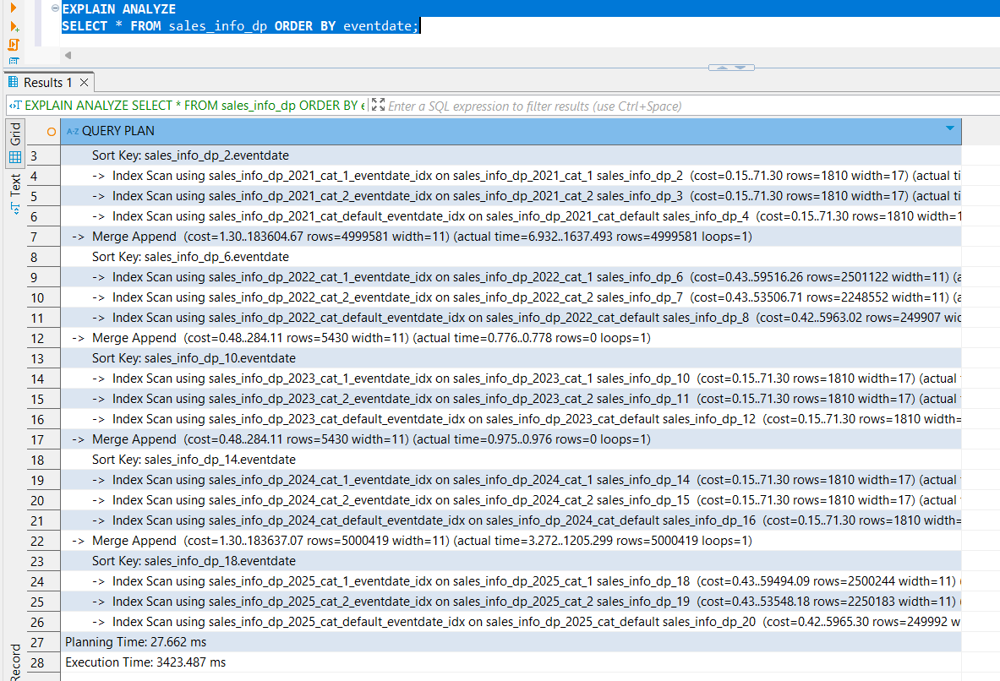 EXPLAIN ANALYZE
SELECT * FROM sales_info_dp ORDER BY eventdate;
Results 1
EXPLAIN ANALYZE SELECT * FROM sales_info_dp ORDER BY e Enter a SQL expression to filter results (use Ctrl+Space)
Grid
Text
Record
A-Z QUERY PLAN
3 Sort Key: sales_info_dp_2.eventdate
4 -> Index Scan using sales_info_dp_2021_cat_1_eventdate_idx on sales_info_dp_2021_cat_1 sales_info_dp_2 (cost=0.15..71.30 rows=1810 width=17) (actual ti
5 -> Index Scan using sales_info_dp_2021_cat_2_eventdate_idx on sales_info_dp_2021_cat_2 sales_info_dp_3 (cost=0.15..71.30 rows=1810 width=17) (actual ti
6 -> Index Scan using sales_info_dp_2021_cat_default_eventdate_idx on sales_info_dp_2021_cat_default sales_info_dp_4 (cost=0.15..71.30 rows=1810 width=1
7 -> Merge Append (cost=1.30..183604.67 rows=4999581 width=11) (actual time=6.932..1637.493 rows=4999581 loops=1)
8 Sort Key: sales_info_dp_6.eventdate
9 -> Index Scan using sales_info_dp_2022_cat_1_eventdate_idx on sales_info_dp_2022_cat_1 sales_info_dp_6 (cost=0.43..59516.26 rows=2501122 width=11) (a
10 -> Index Scan using sales_info_dp_2022_cat_2_eventdate_idx on sales_info_dp_2022_cat_2 sales_info_dp_7 (cost=0.43..53506.71 rows=2248552 width=11) (a
11 -> Index Scan using sales_info_dp_2022_cat_default_eventdate_idx on sales_info_dp_2022_cat_default sales_info_dp_8 (cost=0.42..5963.02 rows=249907 wid
12 -> Merge Append (cost=0.48..284.11 rows=5430 width=11) (actual time=0.776..0.778 rows=0 loops=1)
13 Sort Key: sales_info_dp_10.eventdate
14 -> Index Scan using sales_info_dp_2023_cat_1_eventdate_idx on sales_info_dp_2023_cat_1 sales_info_dp_10 (cost=0.15..71.30 rows=1810 width=17) (actual
15 -> Index Scan using sales_info_dp_2023_cat_2_eventdate_idx on sales_info_dp_2023_cat_2 sales_info_dp_11 (cost=0.15..71.30 rows=1810 width=17) (actual
16 -> Index Scan using sales_info_dp_2023_cat_default_eventdate_idx on sales_info_dp_2023_cat_default sales_info_dp_12 (cost=0.15..71.30 rows=1810 width=
17 -> Merge Append (cost=0.48..284.11 rows=5430 width=11) (actual time=0.975..0.976 rows=0 loops=1)
18 Sort Key: sales_info_dp_14.eventdate
19 -> Index Scan using sales_info_dp_2024_cat_1_eventdate_idx on sales_info_dp_2024_cat_1 sales_info_dp_14 (cost=0.15..71.30 rows=1810 width=17) (actual
20 -> Index Scan using sales_info_dp_2024_cat_2_eventdate_idx on sales_info_dp_2024_cat_2 sales_info_dp_15 (cost=0.15..71.30 rows=1810 width=17) (actual
21 -> Index Scan using sales_info_dp_2024_cat_default_eventdate_idx on sales_info_dp_2024_cat_default sales_info_dp_16 (cost=0.15..71.30 rows=1810 width=
22 -> Merge Append (cost=1.30..183637.07 rows=5000419 width=11) (actual time=3.272..1205.299 rows=5000419 loops=1)
23 Sort Key: sales_info_dp_18.eventdate
24 -> Index Scan using sales_info_dp_2025_cat_1_eventdate_idx on sales_info_dp_2025_cat_1 sales_info_dp_18 (cost=0.43..59494.09 rows=2500244 width=11) (
25 -> Index Scan using sales_info_dp_2025_cat_2_eventdate_idx on sales_info_dp_2025_cat_2 sales_info_dp_19 (cost=0.43..53548.18 rows=2250183 width=11) (
26 -> Index Scan using sales_info_dp_2025_cat_default_eventdate_idx on sales_info_dp_2025_cat_default sales_info_dp_20 (cost=0.42..5965.30 rows=249992 w
27 Planning Time: 27.662 ms
28 Execution Time: 3423.487 ms